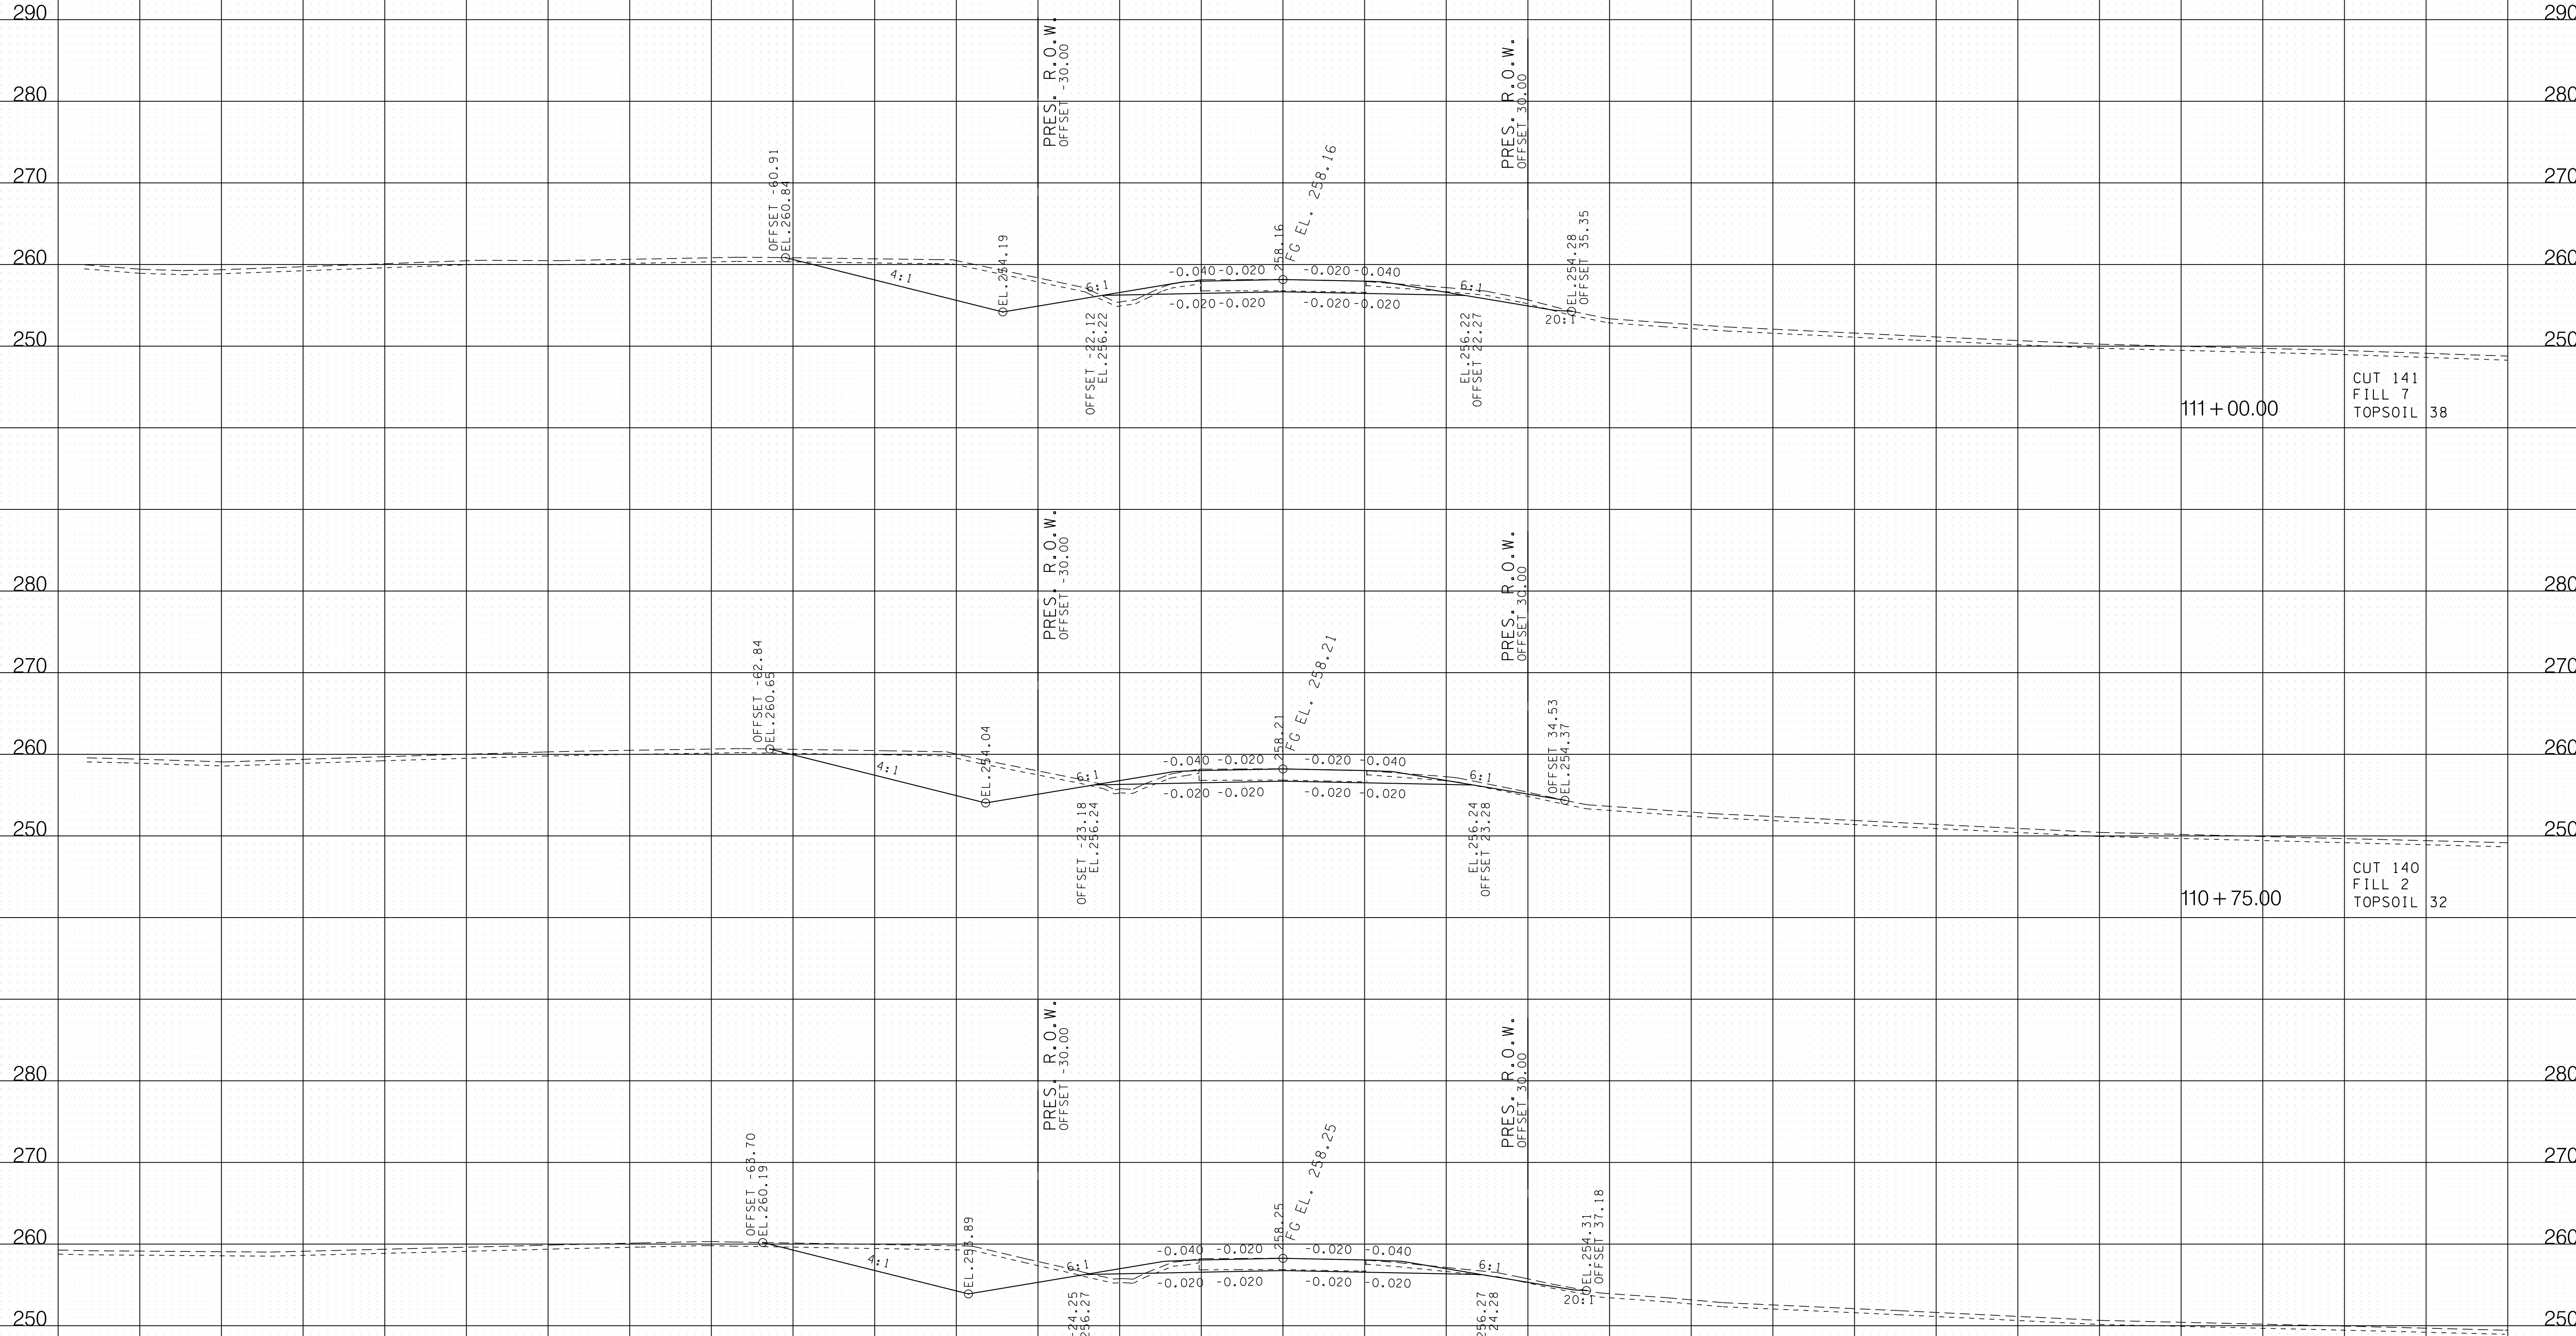 290
290
PRES. R.O.W.
OFFSET -30.00
PRES. R.O.W.
OFFSET 30.00
280
280
270
270
OFFSET -60.91
EL.260.84
FG EL. 258.16
258.16
EL.254.19
EL.254.28
OFFSET 35.35
260
260
4:1
6:1
-0.040
-0.020
-0.020
-0.040
6:1
-0.020
-0.020
-0.020
-0.020
20:1
250
250
OFFSET -22.12
EL.256.22
EL.256.22
OFFSET 22.27
111+00.00
CUT 141
FILL 7
TOPSOIL 38
PRES. R.O.W.
OFFSET -30.00
PRES. R.O.W.
OFFSET 30.00
280
280
270
270
OFFSET -62.84
EL.260.65
FG EL. 258.21
258.21
EL.254.04
OFFSET 34.53
EL.254.37
260
260
4:1
6:1
-0.040
-0.020
-0.020
-0.040
6:1
-0.020
-0.020
-0.020
-0.020
250
250
OFFSET -23.18
EL.256.24
EL.256.24
OFFSET 23.28
110+75.00
CUT 140
FILL 2
TOPSOIL 32
PRES. R.O.W.
OFFSET -30.00
PRES. R.O.W.
OFFSET 30.00
280
280
270
270
OFFSET -63.70
EL.260.19
FG EL. 258.25
258.25
EL.253.89
EL.254.31
OFFSET 37.18
260
260
4:1
6:1
-0.040
-0.020
-0.020
-0.040
6:1
-0.020
-0.020
-0.020
-0.020
20:1
250
250
-24.25
256.27
256.27
24.28